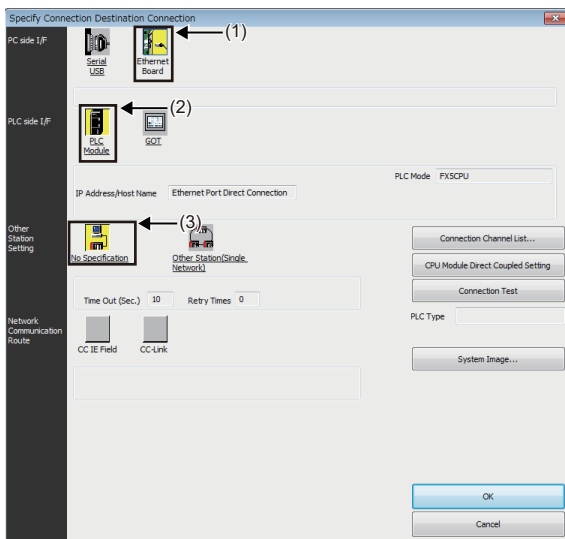 Specify Connection Destination Connection
PC side I/F
(1)
Serial
USB
Ethernet
Board
PLC side I/F
(2)
PLC
Module
GOT
PLC Mode FX5CPU
IP Address/Host Name Ethernet Port Direct Connection
Other
Station
Setting
(3)
No Specification
Other Station(Single
Network)
Connection Channel List...
CPU Module Direct Coupled Setting
Time Out (Sec.) 10 Retry Times 0
Connection Test
Network
Communication
Route
PLC Type
CC IE Field
CC-Link
System Image...
OK
Cancel